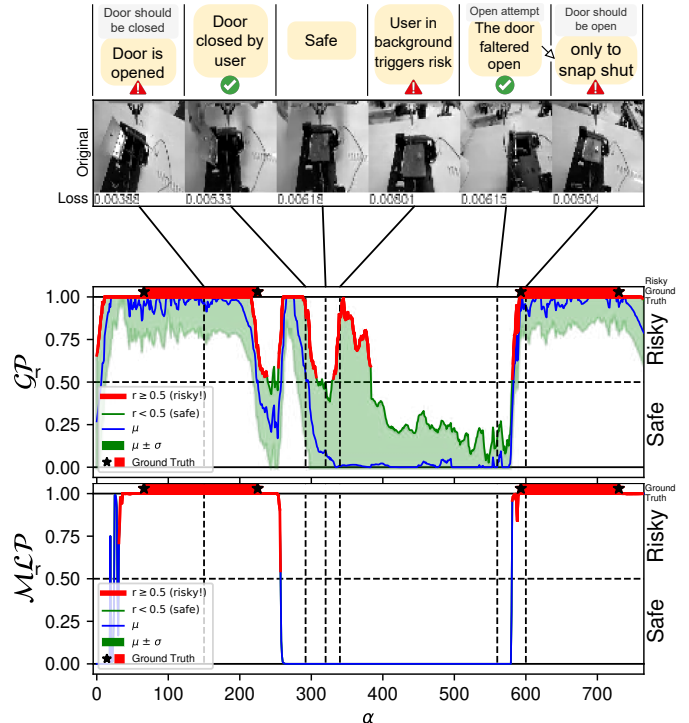 Door should be closed
Door is opened
Door closed by user
Safe
User in background triggers risk
Open attempt
The door faltered open
Door should be open
only to snap shut
Original
Loss 0.00388 0.00533 0.00618 0.00801 0.00615 0.00504
Risky Ground Truth
1.00
0.75
0.50
0.25
0.00
GP
r
Risky
Safe
r ≥ 0.5 (risky!)
r < 0.5 (safe)
μ
μ ± σ
Ground Truth
Ground Truth
1.00
0.75
0.50
0.25
0.00
MLP
r
Risky
Safe
r ≥ 0.5 (risky!)
r < 0.5 (safe)
μ
μ ± σ
Ground Truth
0 100 200 300 400 500 600 700
α